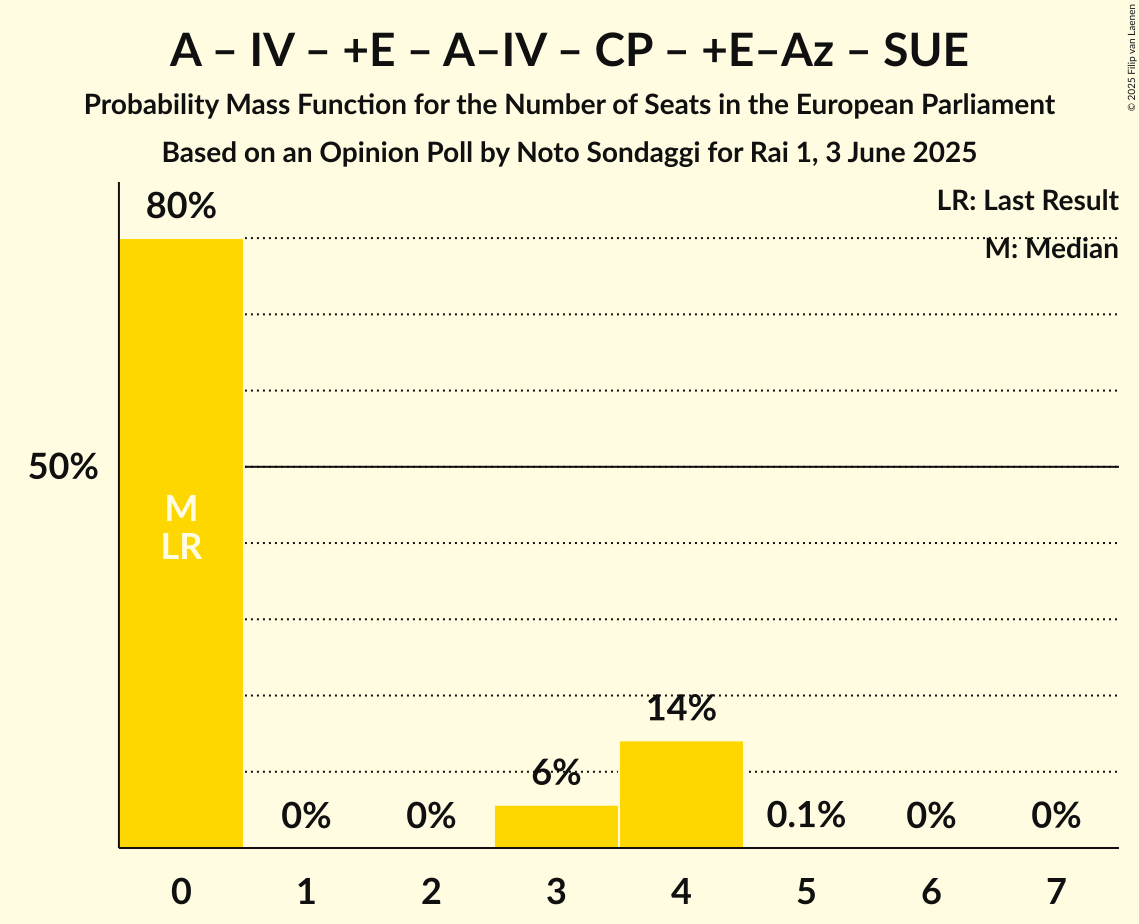 A – IV – +E – A–IV – CP – +E–Az – SUE
Probability Mass Function for the Number of Seats in the European Parliament
Based on an Opinion Poll by Noto Sondaggi for Rai 1, 3 June 2025
© 2025 Filip van Laenen
LR: Last Result
M: Median
80%
50%
M
LR
0%
0%
6%
14%
0.1%
0%
0%
0 1 2 3 4 5 6 7